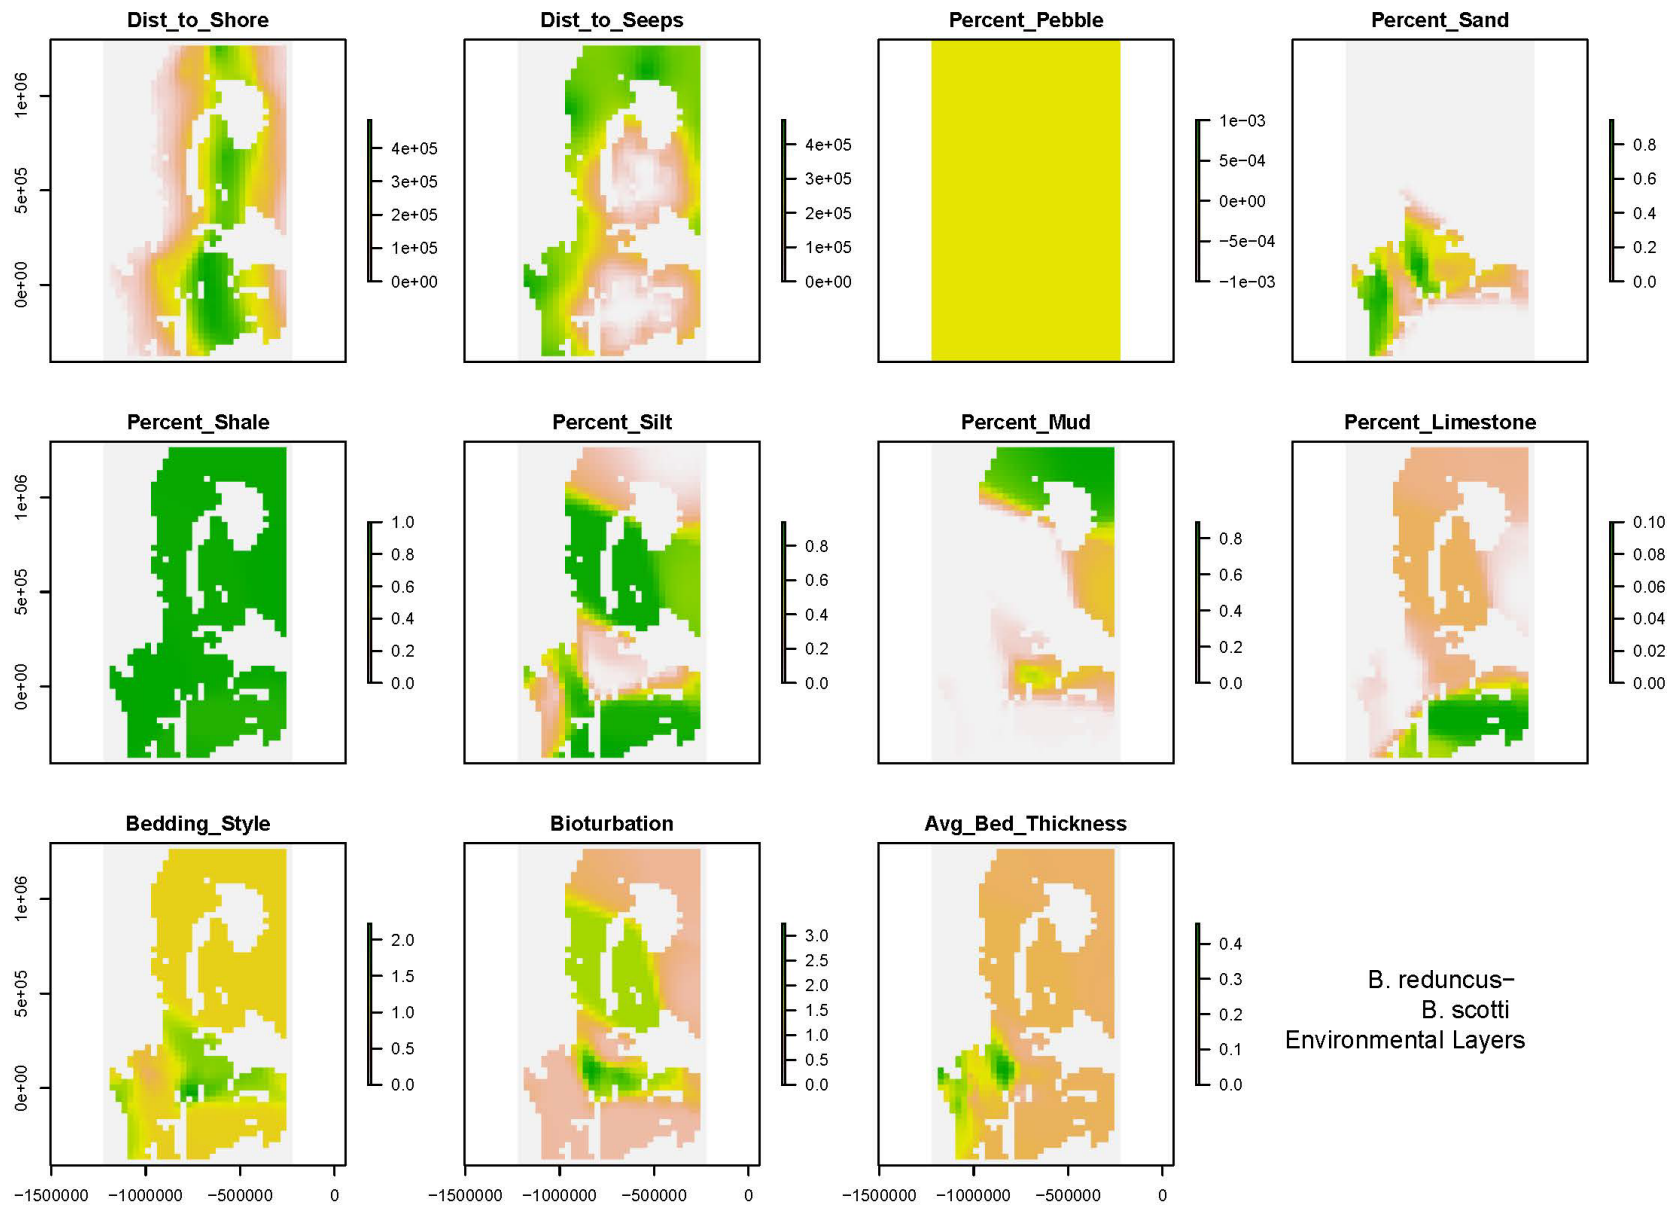 Dist_to_Shore
Dist_to_Seeps
Percent_Pebble
Percent_Sand
1e+06
5e+05
0e+00
4e+05
3e+05
2e+05
1e+05
0e+00
4e+05
3e+05
2e+05
1e+05
0e+00
1e−03
5e−04
0e+00
−5e−04
−1e−03
0.8
0.6
0.4
0.2
0.0
Percent_Shale
Percent_Silt
Percent_Mud
Percent_Limestone
1e+06
5e+05
0e+00
1.0
0.8
0.6
0.4
0.2
0.0
0.8
0.6
0.4
0.2
0.0
0.8
0.6
0.4
0.2
0.0
0.10
0.08
0.06
0.04
0.02
0.00
Bedding_Style
Bioturbation
Avg_Bed_Thickness
1e+06
5e+05
0e+00
2.0
1.5
1.0
0.5
0.0
3.0
2.5
2.0
1.5
1.0
0.5
0.0
0.4
0.3
0.2
0.1
0.0
B. reduncus−
B. scotti
Environmental Layers
−1500000 −1000000 −500000 0
−1500000 −1000000 −500000 0
−1500000 −1000000 −500000 0